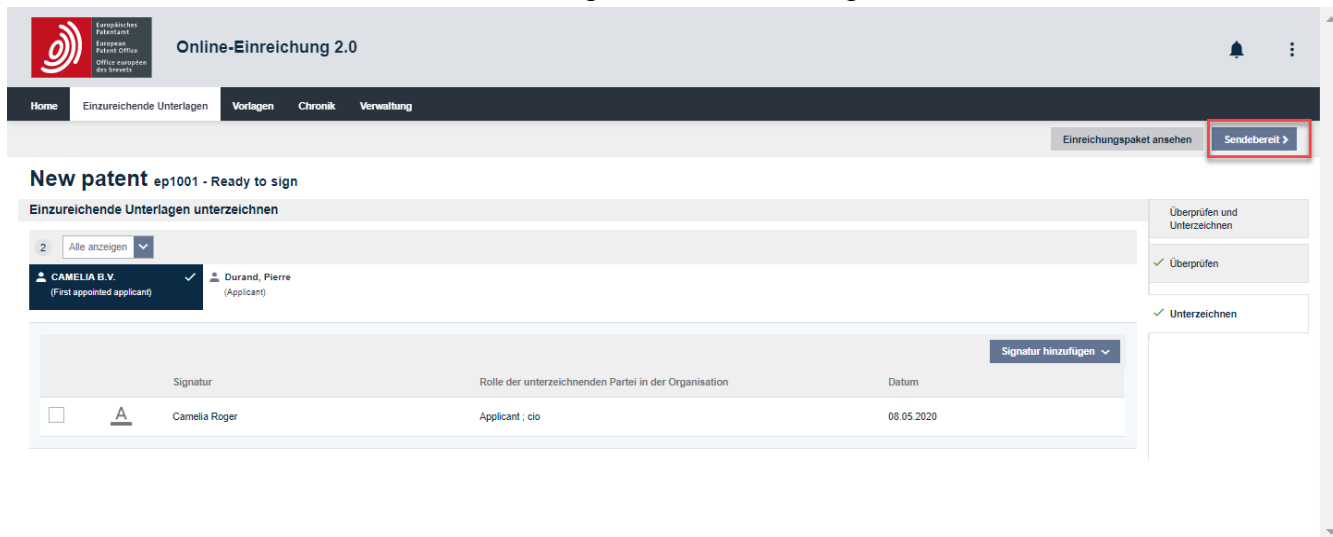 Europäisches
Patentamt
European
Patent Office
Office européen
des brevets
Online-Einreichung 2.0
Home Einzureichende Unterlagen Vorlagen Chronik Verwaltung
Einreichungspaket ansehen Sendebereit
New patent ep1001 - Ready to sign
Einzureichende Unterlagen unterzeichnen
2 Alle anzeigen
CAMELIA B.V.
(First appointed applicant)
Durand, Pierre
(Applicant)
Überprüfen und
Unterzeichnen
Überprüfen
Unterzeichnen
Signatur hinzufügen
Signatur Rolle der unterzeichnenden Partei in der Organisation Datum
A Camelia Roger Applicant ; cio 08.05.2020